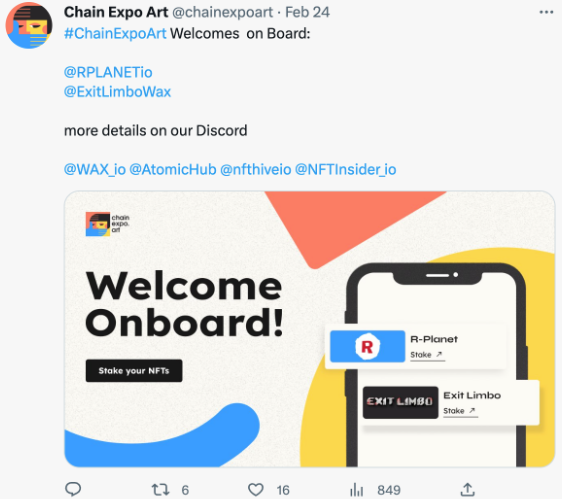 Chain Expo Art @chainexpoart · Feb 24
#ChainExpoArt Welcomes on Board:
@RPLANETio
@ExitLimboWax
more details on our Discord
@WAX_io @AtomicHub @nfthiveio @NFTInsider_io
chain
expo.
art
Welcome
Onboard!
Stake your NFTs
R
R-Planet
Stake ↗
EXIT LIMBO
Exit Limbo
Stake ↗
6 16 849